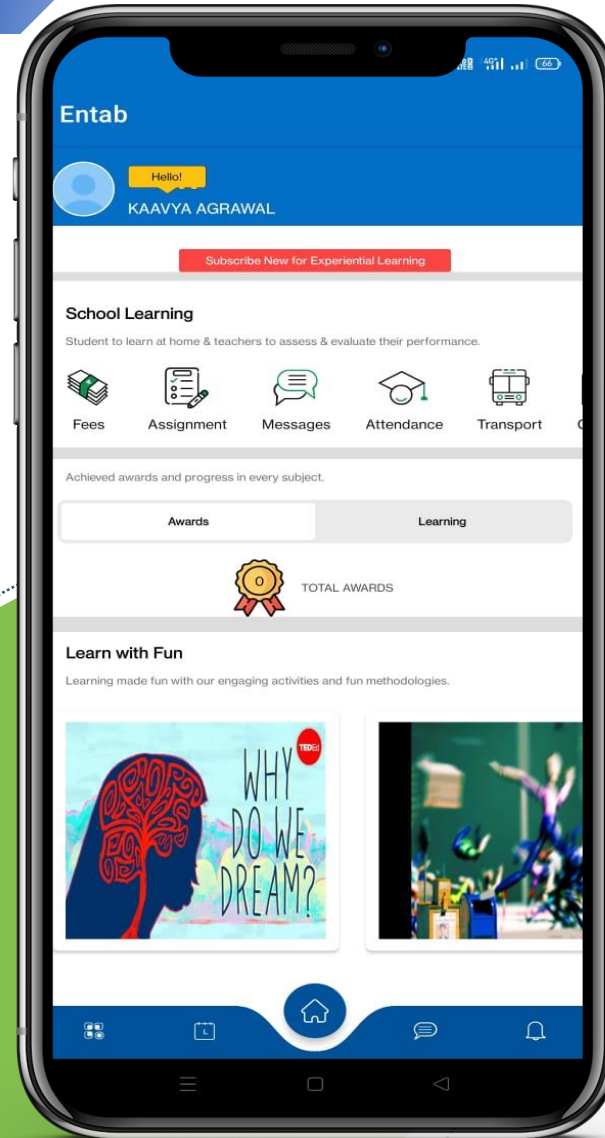 4G 66
Entab
Hello!
KAAVYA AGRAWAL
Subscribe New for Experiential Learning
School Learning
Student to learn at home & teachers to assess & evaluate their performance.
Fees Assignment Messages Attendance Transport
Achieved awards and progress in every subject.
Awards Learning
0 TOTAL AWARDS
Learn with Fun
Learning made fun with our engaging activities and fun methodologies.
TEDEd
WHY
DO WE
DREAM?
L